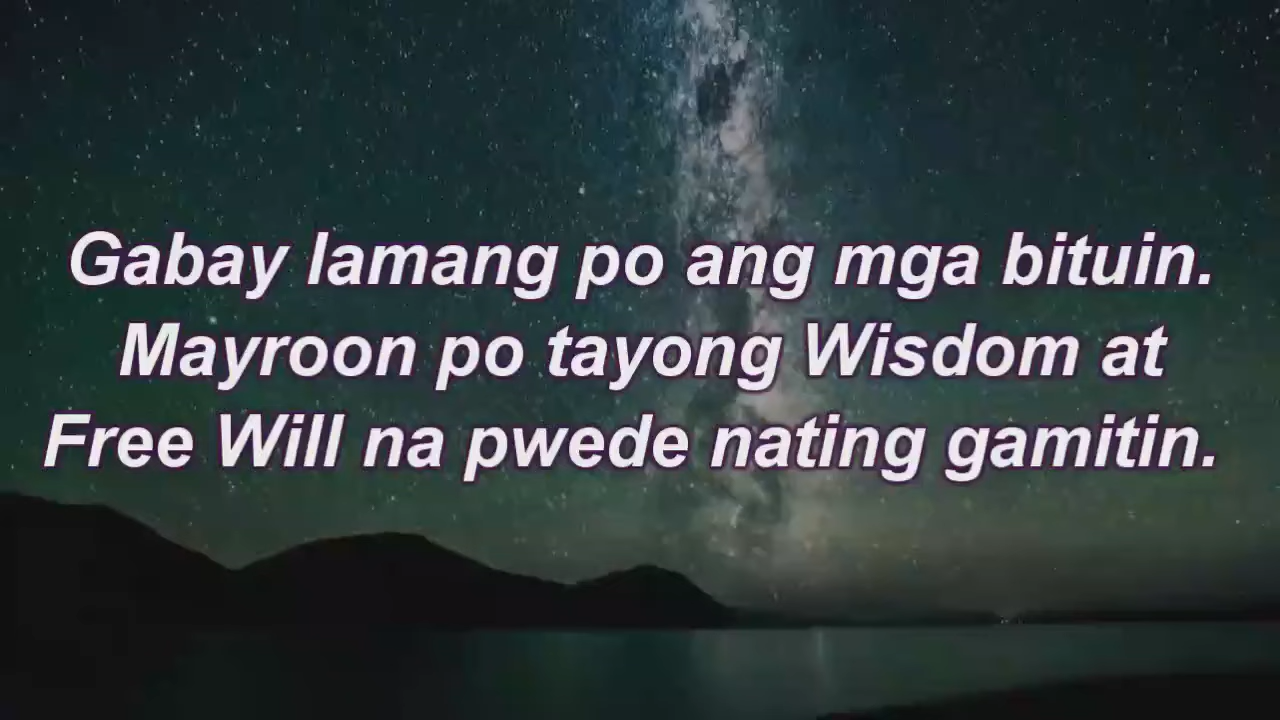 Gabay lamang po ang mga bituin.
Mayroon po tayong Wisdom at
Free Will na pwede nating gamitin.